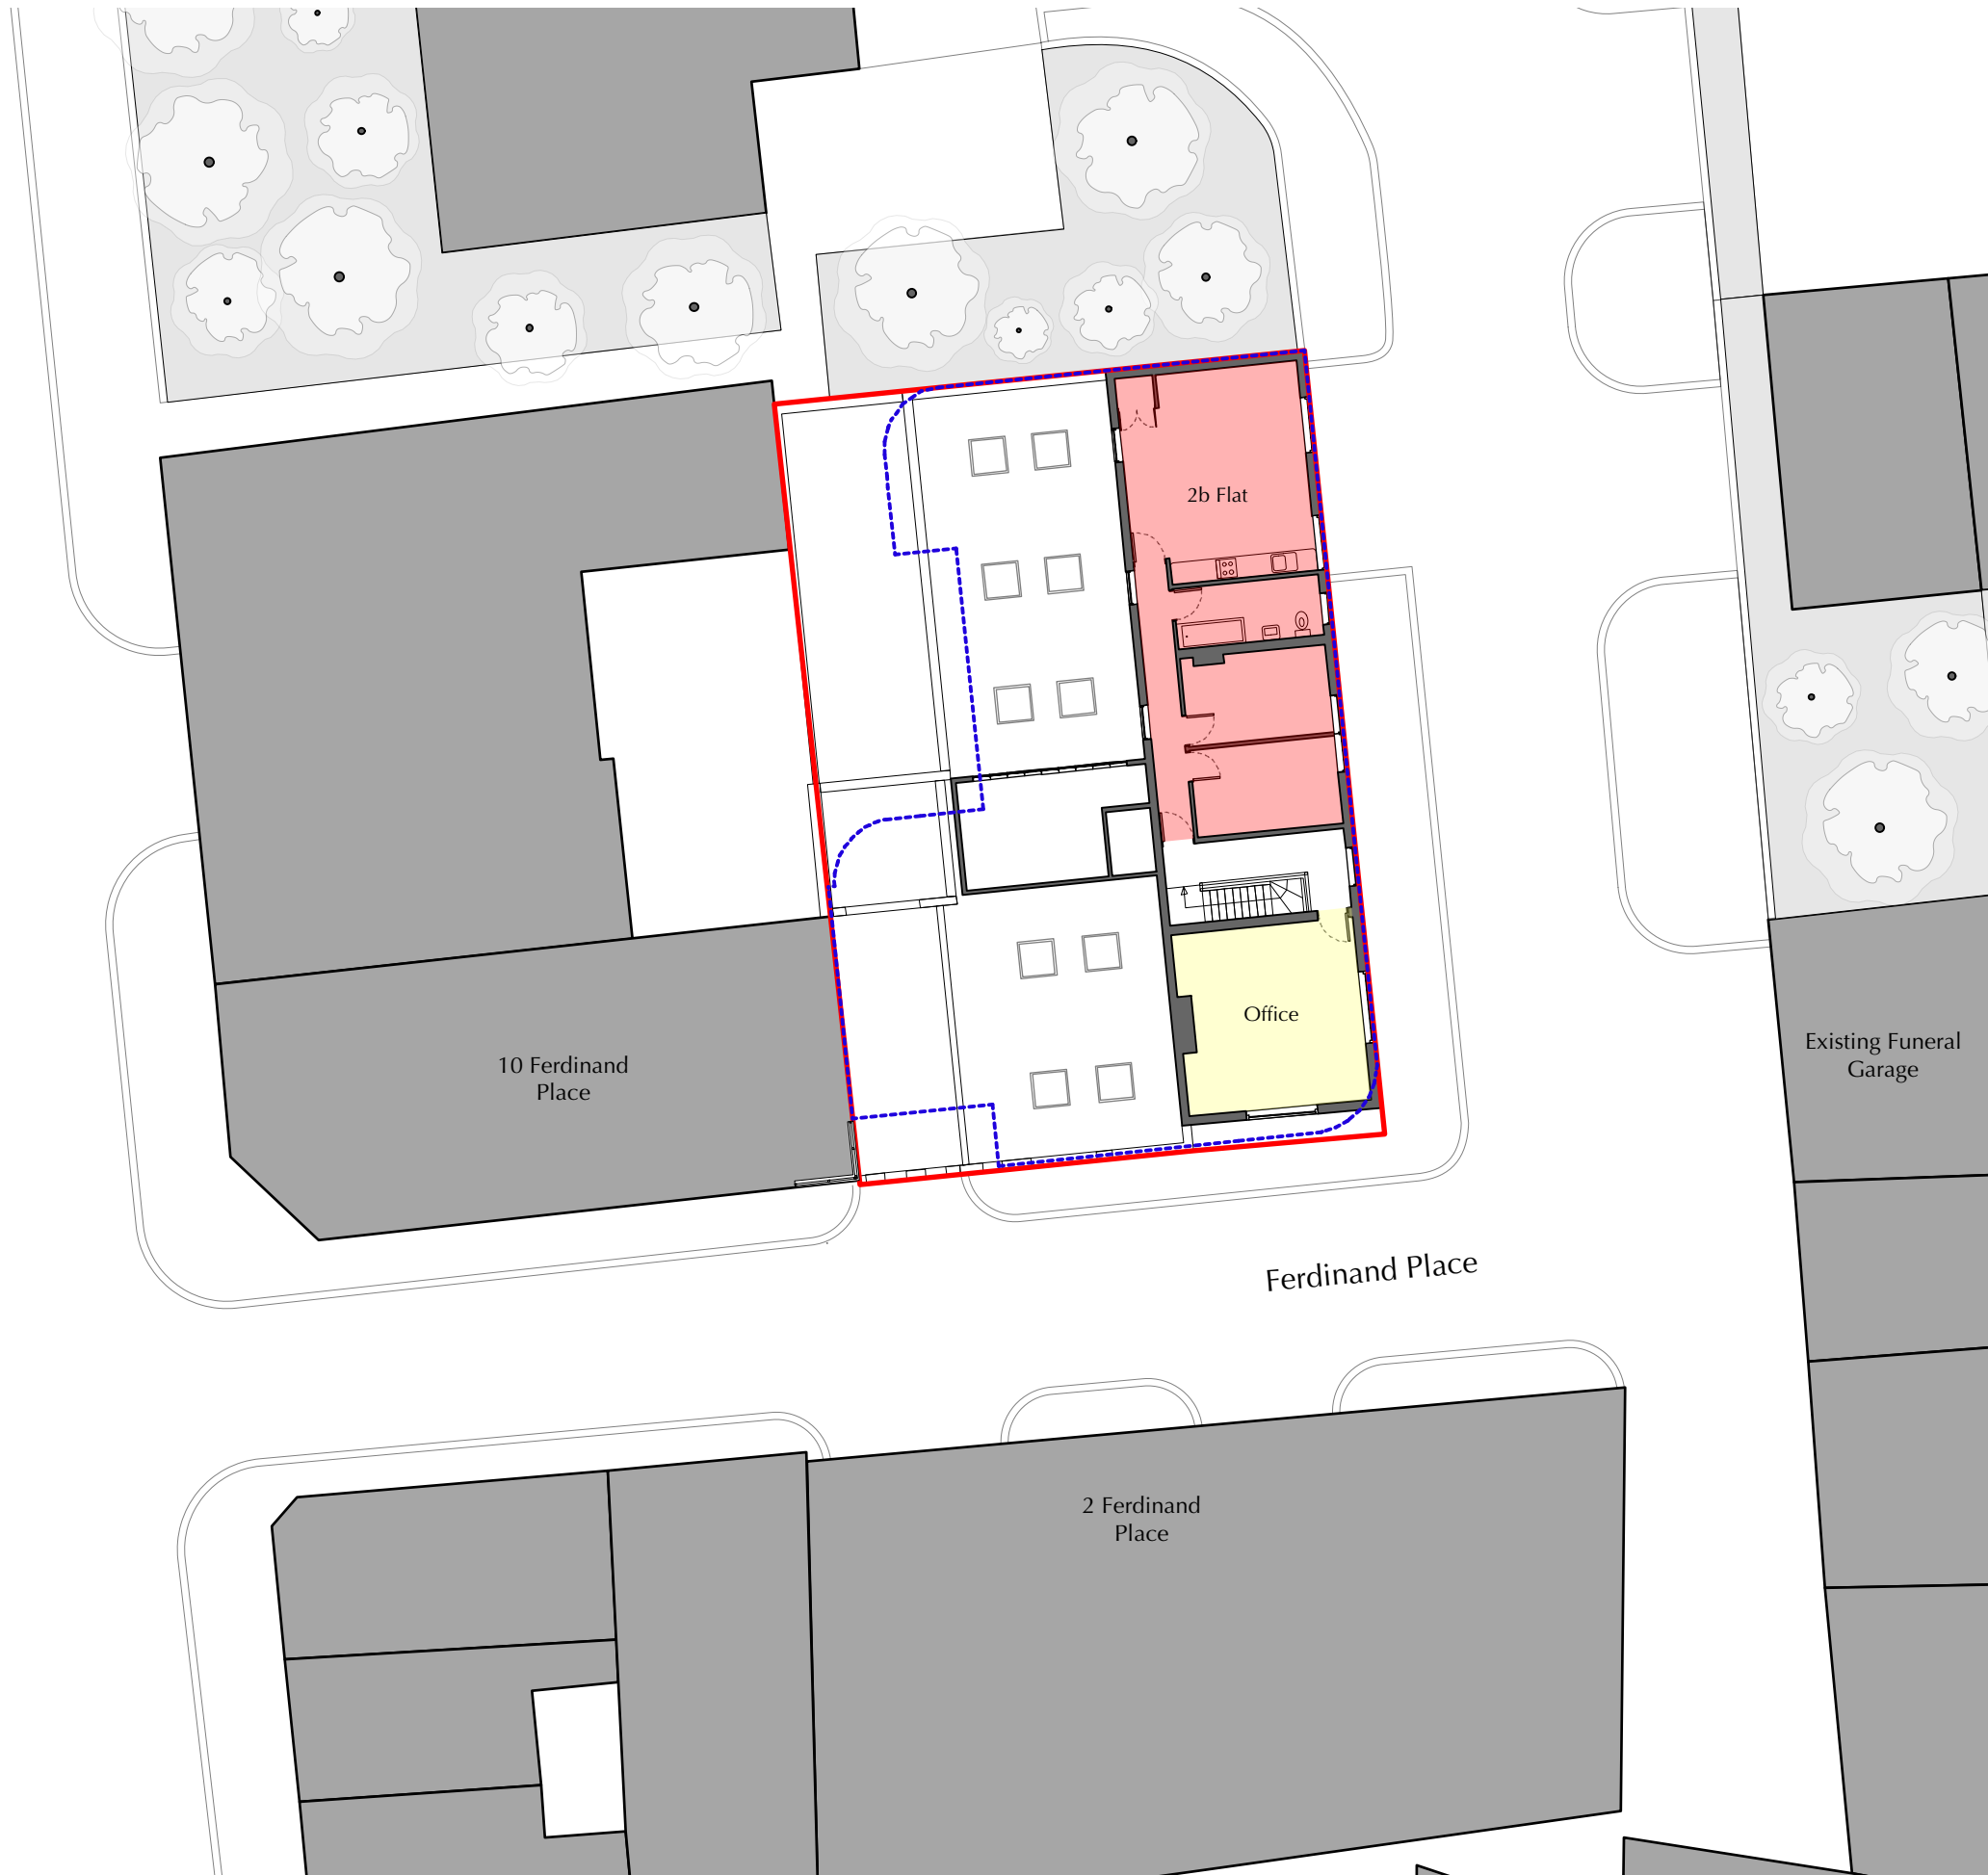 2b Flat
Office
10 Ferdinand
Place
Existing Funeral
Garage
Ferdinand Place
2 Ferdinand
Place